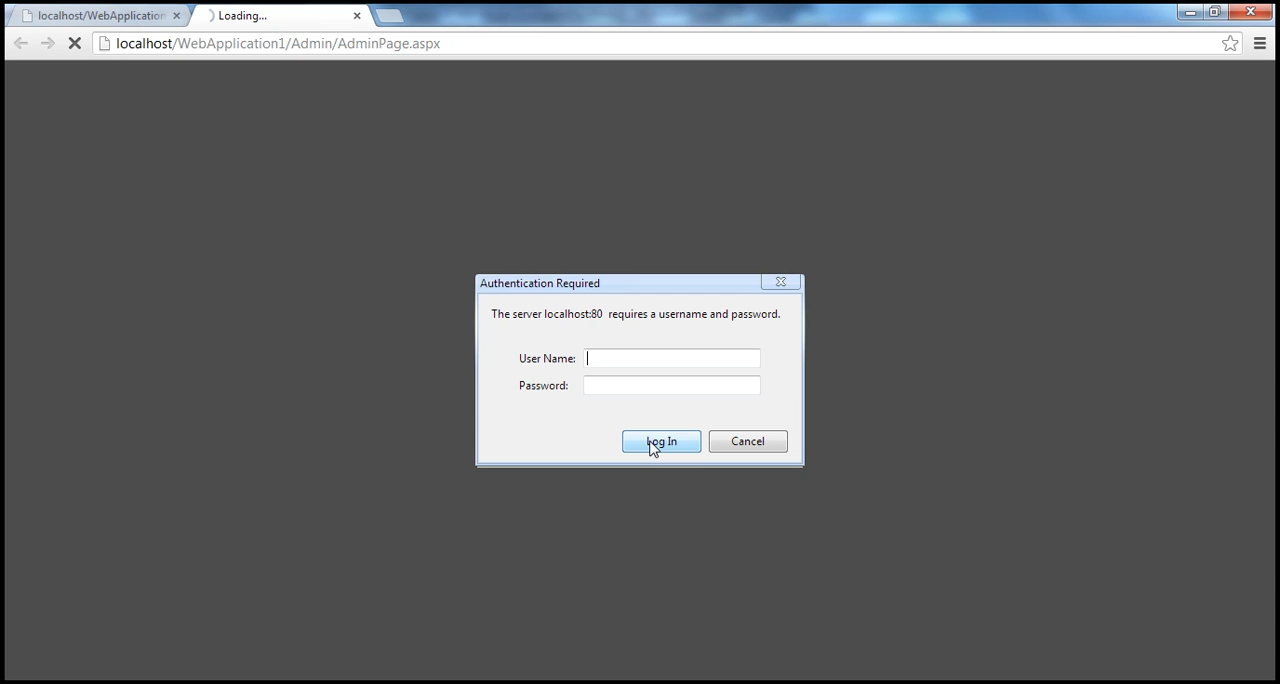 localhost/WebApplication
Loading...
localhost/WebApplication1/Admin/AdminPage.aspx
Authentication Required
The server localhost:80 requires a username and password.
User Name:
Password:
Log In
Cancel